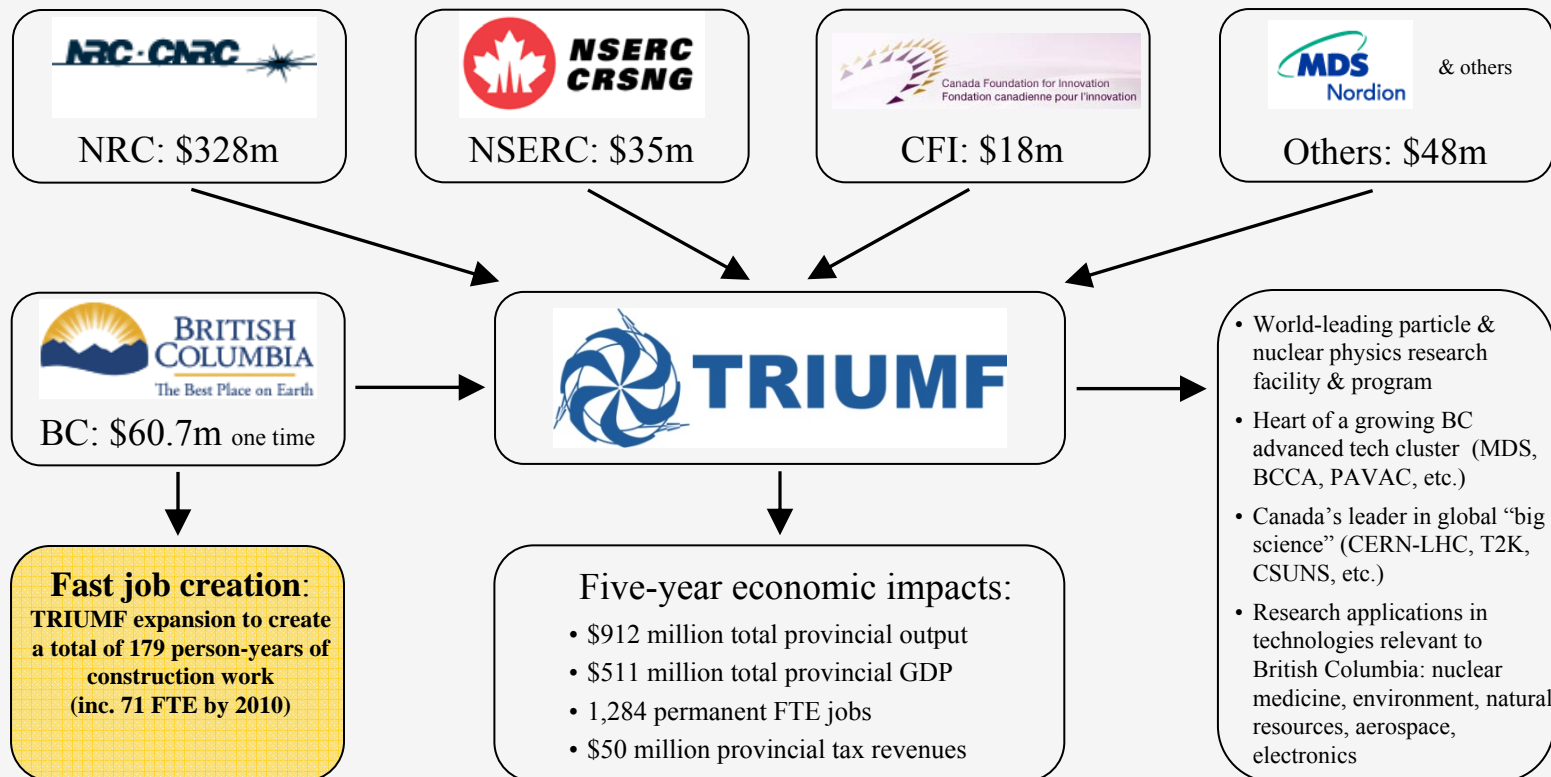 NRC·CNRC
NRC: $328m
NSERC
CRSNG
NSERC: $35m
Canada Foundation for Innovation
Fondation canadienne pour l'innovation
CFI: $18m
MDS
Nordion
& others
Others: $48m
BRITISH
COLUMBIA
The Best Place on Earth
BC: $60.7m one time
TRIUMF
• World-leading particle &
nuclear physics research
facility & program
• Heart of a growing BC
advanced tech cluster (MDS,
BCCA, PAVAC, etc.)
• Canada’s leader in global “big
science” (CERN-LHC, T2K,
CSUNS, etc.)
• Research applications in
technologies relevant to
British Columbia: nuclear
medicine, environment, natural
resources, aerospace,
electronics
Fast job creation:
TRIUMF expansion to create
a total of 179 person-years of
construction work
(inc. 71 FTE by 2010)
Five-year economic impacts:
• $912 million total provincial output
• $511 million total provincial GDP
• 1,284 permanent FTE jobs
• $50 million provincial tax revenues